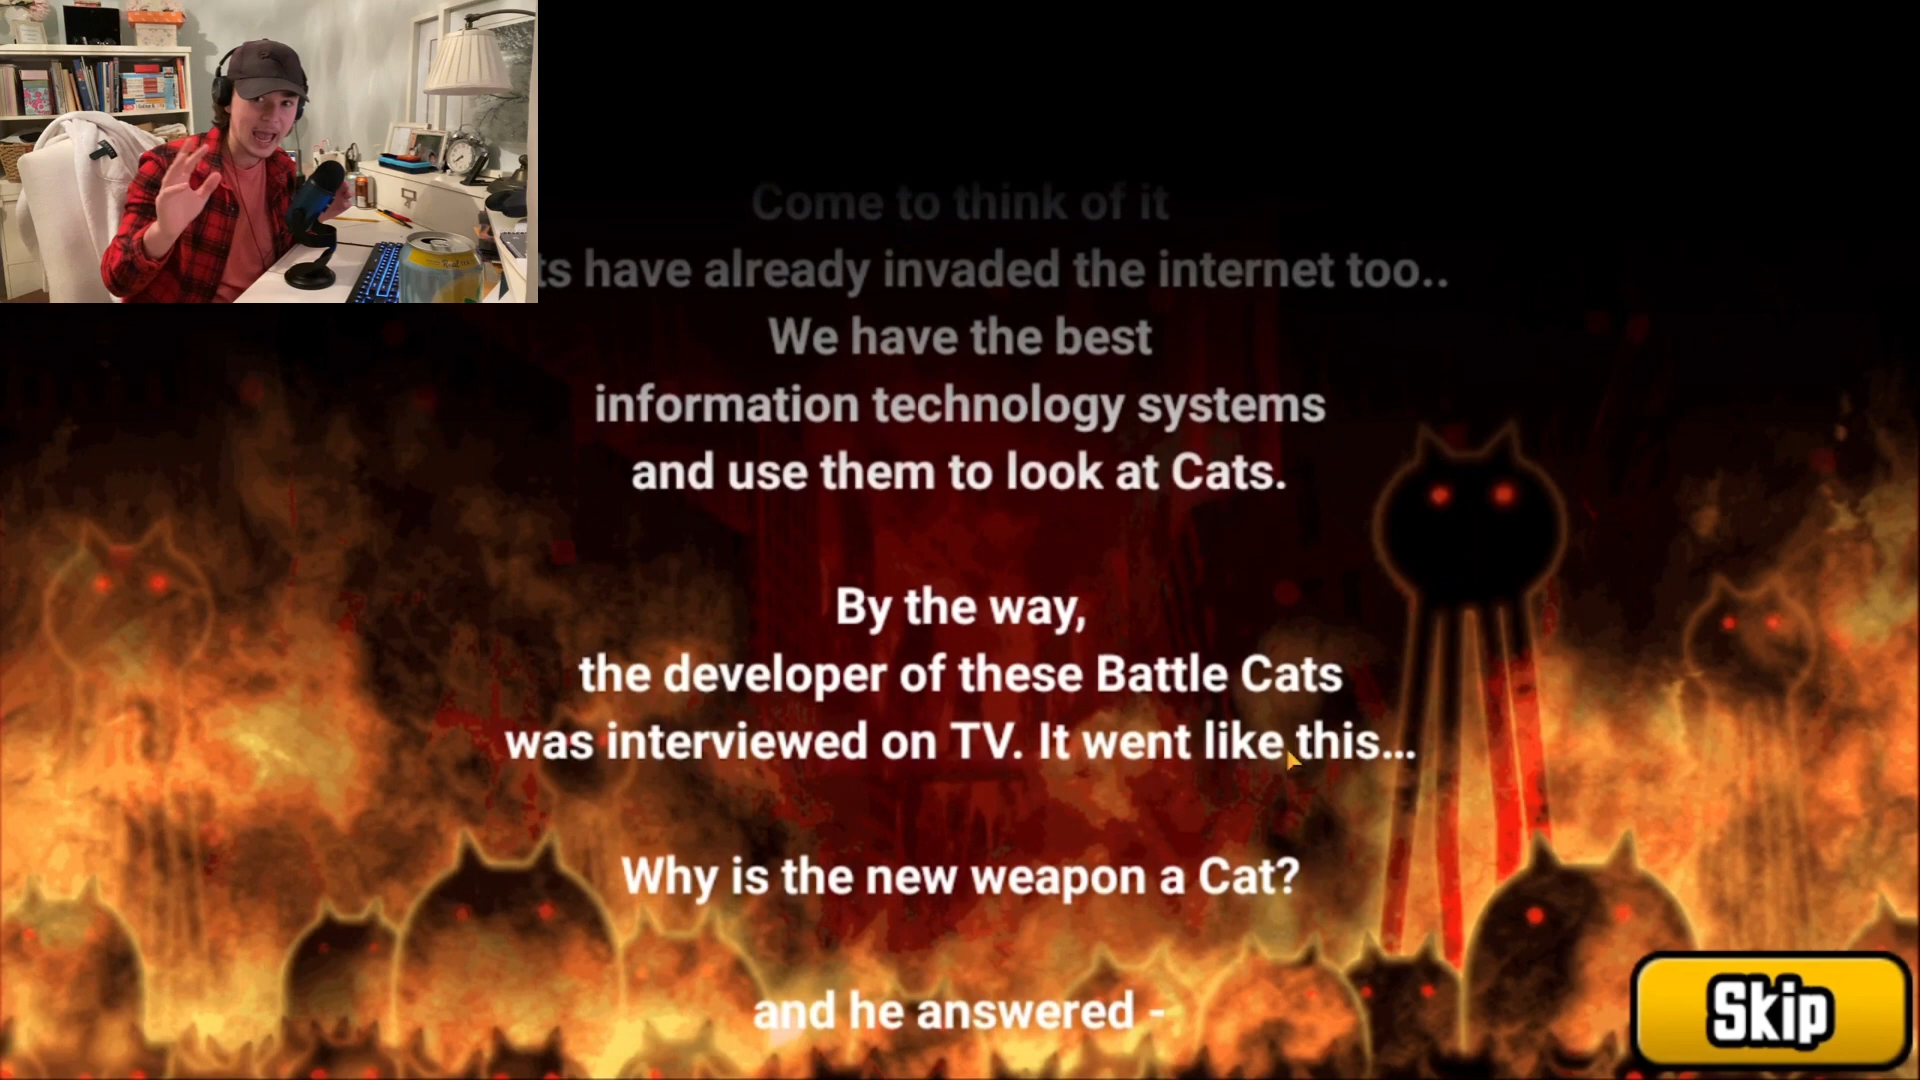 Come to think of it
ts have already invaded the internet too..
We have the best
information technology systems
and use them to look at Cats.
By the way,
the developer of these Battle Cats
was interviewed on TV. It went like this...
Why is the new weapon a Cat?
and he answered -
Skip